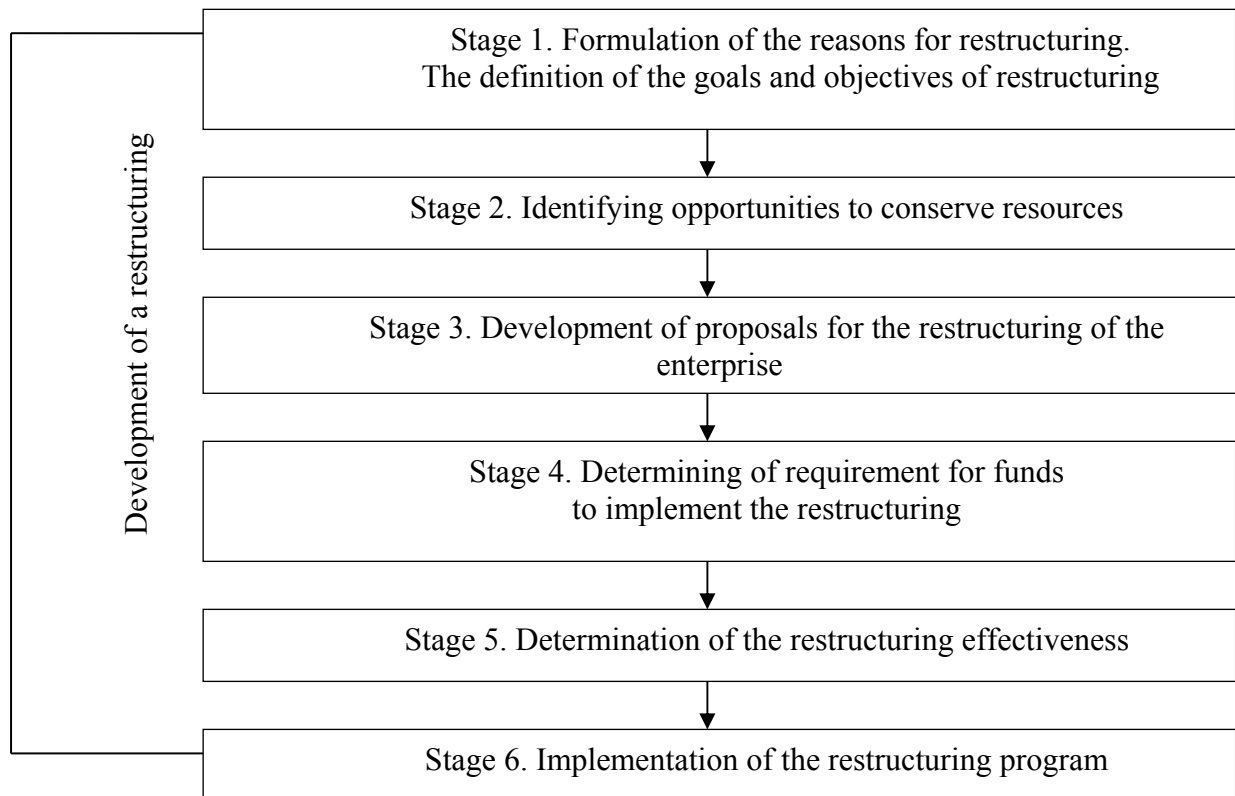 Stage 1. Formulation of the reasons for restructuring.
The definition of the goals and objectives of restructuring
Development of a restructuring
Stage 2. Identifying opportunities to conserve resources
Stage 3. Development of proposals for the restructuring of the
enterprise
Stage 4. Determining of requirement for funds
to implement the restructuring
Stage 5. Determination of the restructuring effectiveness
Stage 6. Implementation of the restructuring program